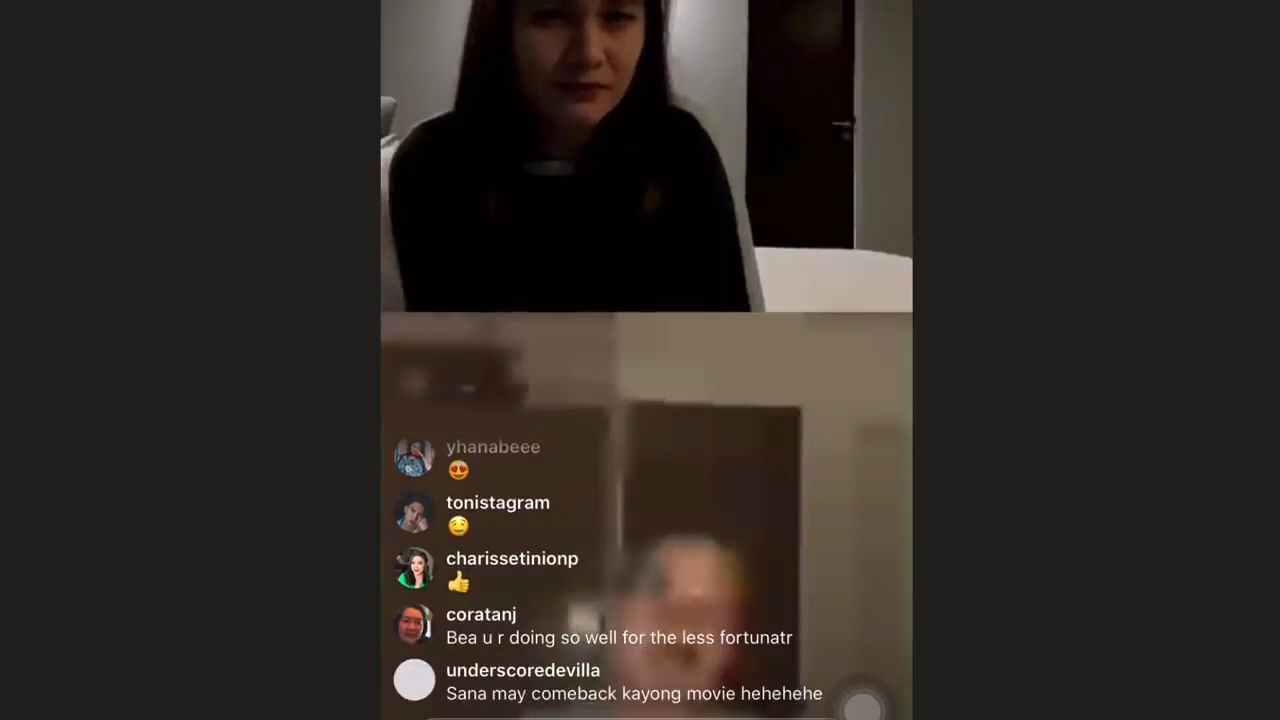 yhanabeee
😍
tonistagram
🤤
charissetinionp
👍
coratanj
Bea u r doing so well for the less fortunatr
underscoredevilla
Sana may comeback kayong movie hehehehe